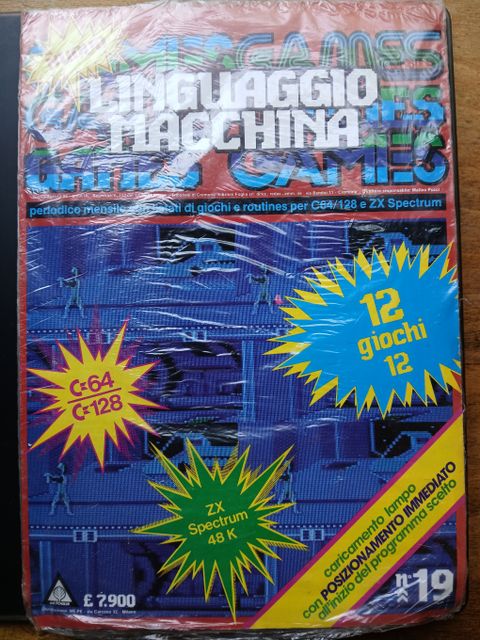 GAMES
LINGUAGGIO
MACCHINA
GAMES GAMES
periodico mensile di giochi e routines per C64/128 e ZX Spectrum
12
giochi
12
C=64
C=128
ZX
Spectrum
48 K
caricamento lampo
con POSIZIONAMENTO IMMEDIATO
all'inizio del programma scelto
£ 7.900
n° 19